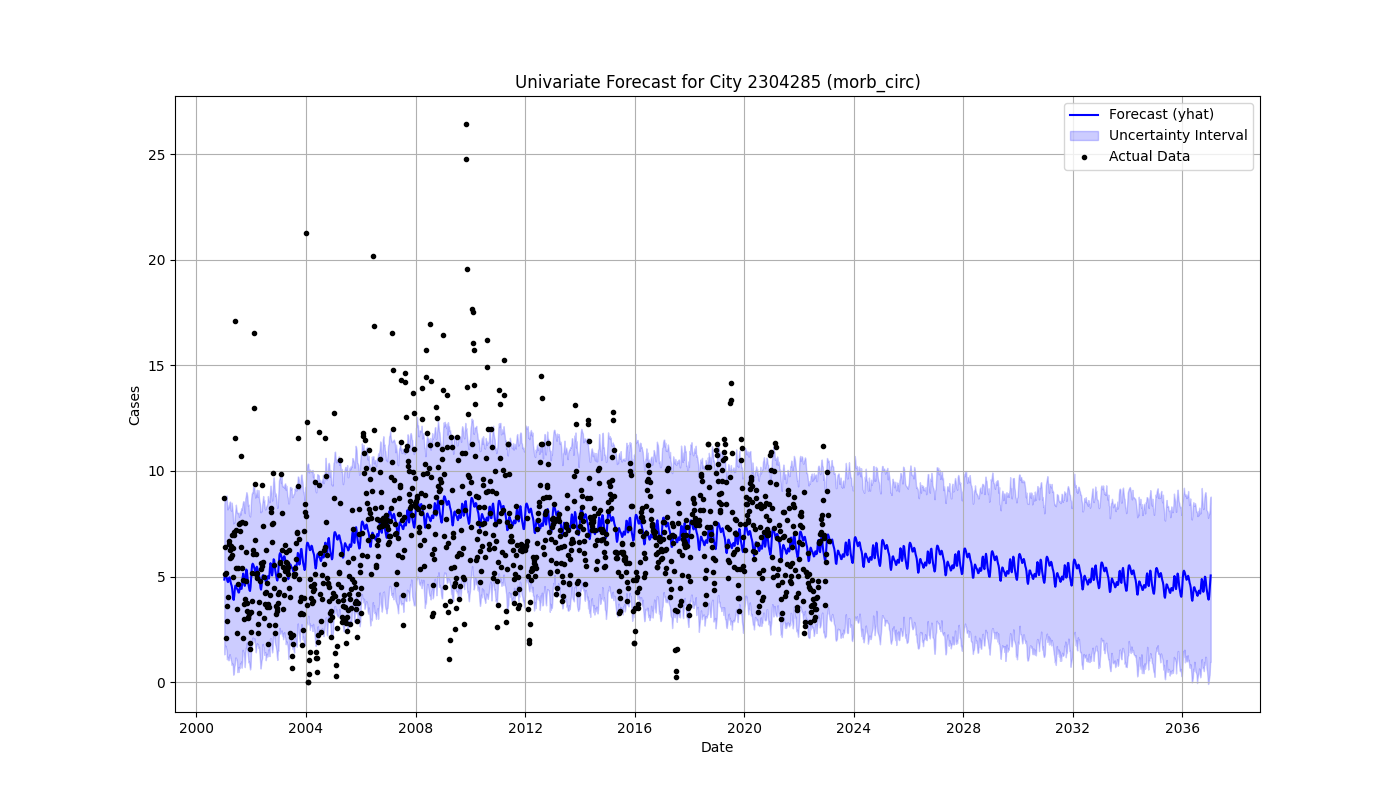 Univariate Forecast for City 2304285 (morb_circ)
Forecast (yhat)
Uncertainty Interval
Actual Data
Cases
25
20
15
10
5
0
2000 2004 2008 2012 2016 2020 2024 2028 2032 2036
Date